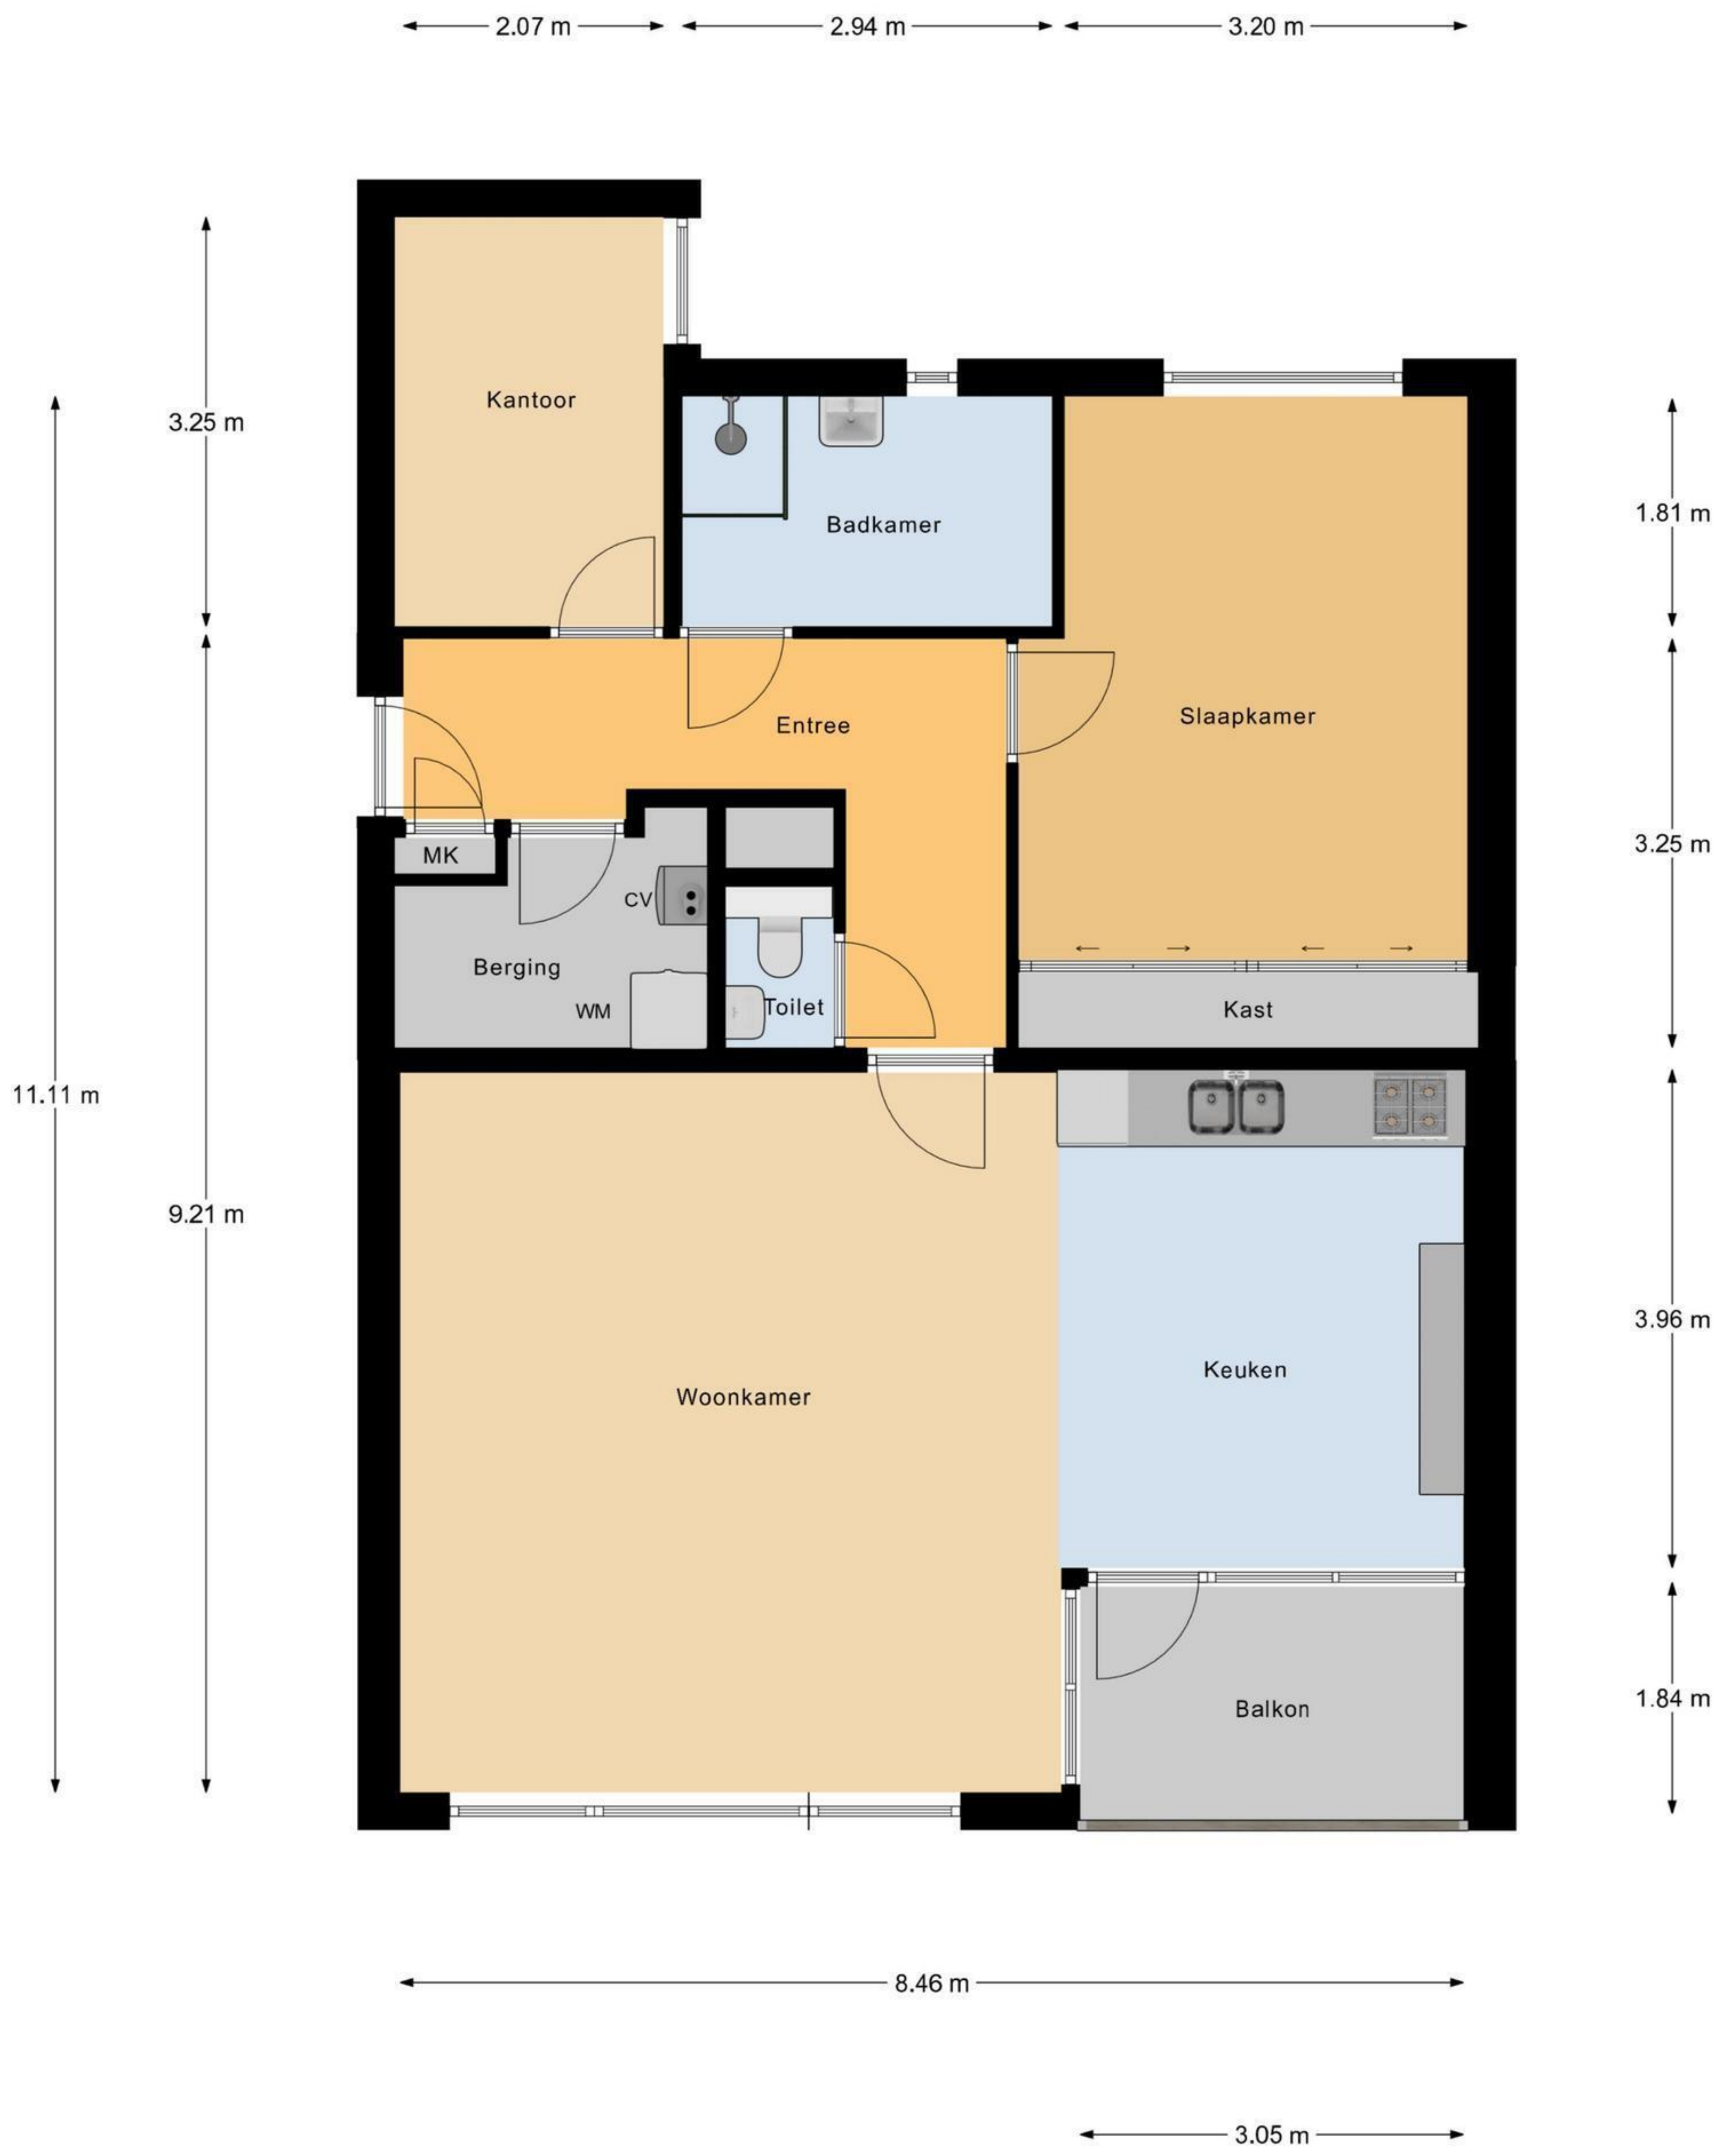 2.07 m
2.94 m
3.20 m
Kantoor
3.25 m
1.81 m
Badkamer
Slaapkamer
Entree
3.25 m
MK
CV
Berging
WM
Toilet
Kast
11.11 m
9.21 m
3.96 m
Keuken
Woonkamer
1.84 m
Balkon
8.46 m
3.05 m